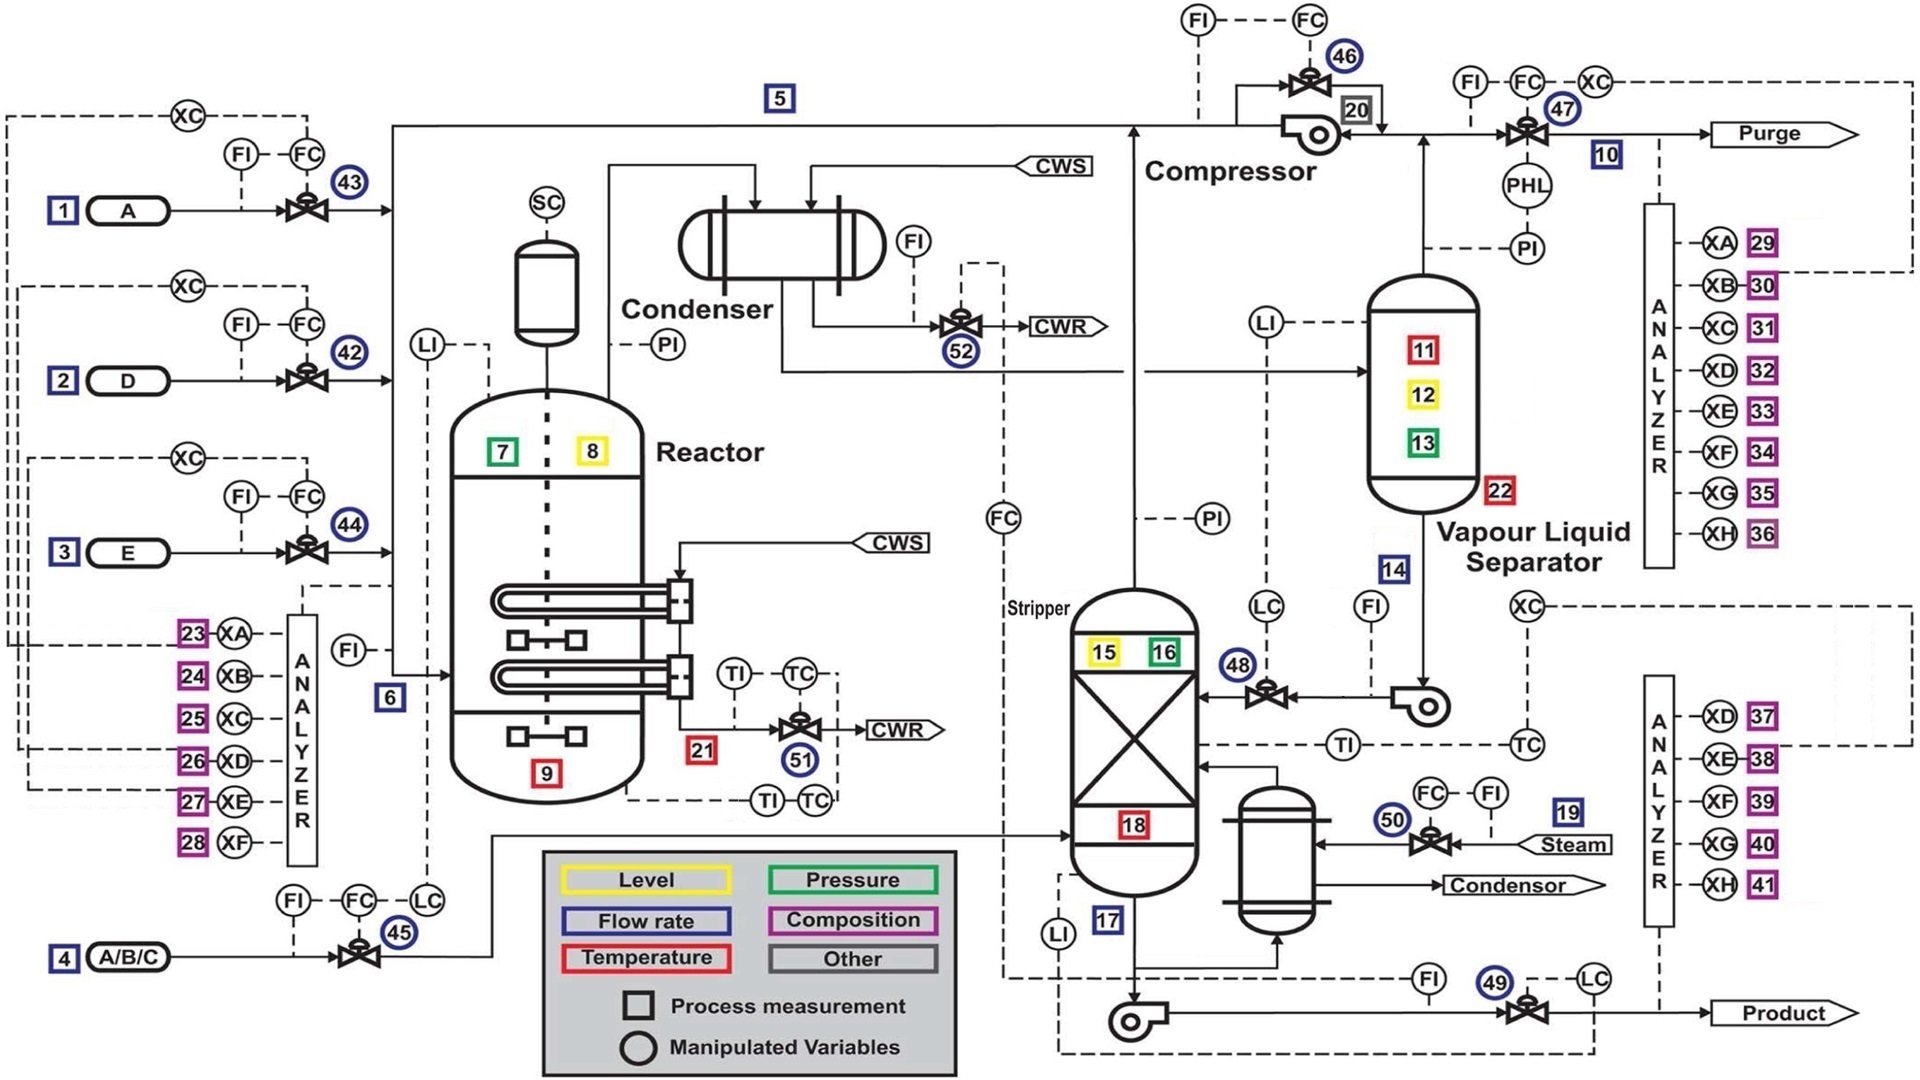 FI
FC
46
5
20
FI
FC
XC
47
Purge
10
XC
FI
FC
43
1
A
Compressor
CWS
PHL
PI
SC
FI
Condenser
CWR
52
XC
FI
FC
42
2
D
LI
PI
LI
11
12
13
22
Vapour Liquid
Separator
ANALYZER
XA
29
XB
30
XC
31
XD
32
XE
33
XF
34
XG
35
XH
36
XC
FI
FC
44
3
E
7
8
Reactor
CWS
FC
PI
14
Stripper
LC
FI
XC
15
16
48
23
XA
24
XB
25
XC
26
XD
27
XE
28
XF
ANALYZER
FI
6
TI
TC
CWR
21
51
9
TI
TC
TI
TC
18
50
FC
FI
19
Steam
Condensor
ANALYZER
XD
37
XE
38
XF
39
XG
40
XH
41
FI
FC
LC
45
4
A/B/C
17
LI
FI
49
LC
Product
Level
Pressure
Flow rate
Composition
Temperature
Other
Process measurement
Manipulated Variables